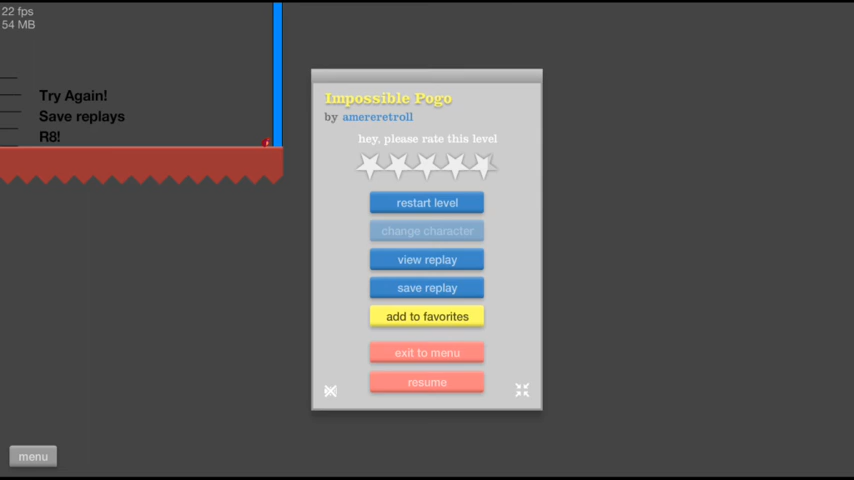 22 fps
54 MB
Try Again!
Save replays
R8!
Impossible Pogo
by amereretroll
hey, please rate this level
restart level
change character
view replay
save replay
add to favorites
exit to menu
resume
menu